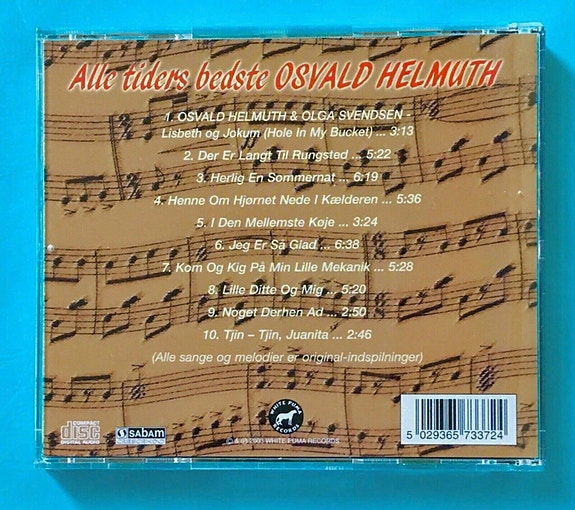 Alle tiders bedste OSVALD HELMUTH
1. OSVALD HELMUTH & OLGA SVENDSEN -
Lisbeth og Jokum (Hole In My Bucket) ... 3:13
2. Der Er Langt Til Rungsted ... 5:22
3. Herlig En Sommernat ... 6:19
4. Henne Om Hjørnet Nede I Kælderen ... 5:36
5. I Den Mellemste Køje ... 3:24
6. Jeg Er Så Glad ... 6:38
7. Kom Og Kig På Min Lille Mekanik ... 5:28
8. Lille Ditte Og Mig ... 5:20
9. Noget Derhen Ad ... 2:50
10. Tjin – Tjin, Juanita ... 2:46
(Alle sange og melodier er original-indspilninger)
COMPACT
disc
DIGITAL AUDIO
sabam
WHITE PUMA
RECORDS
WHITE PUMA RECORDS
5 029365 733724